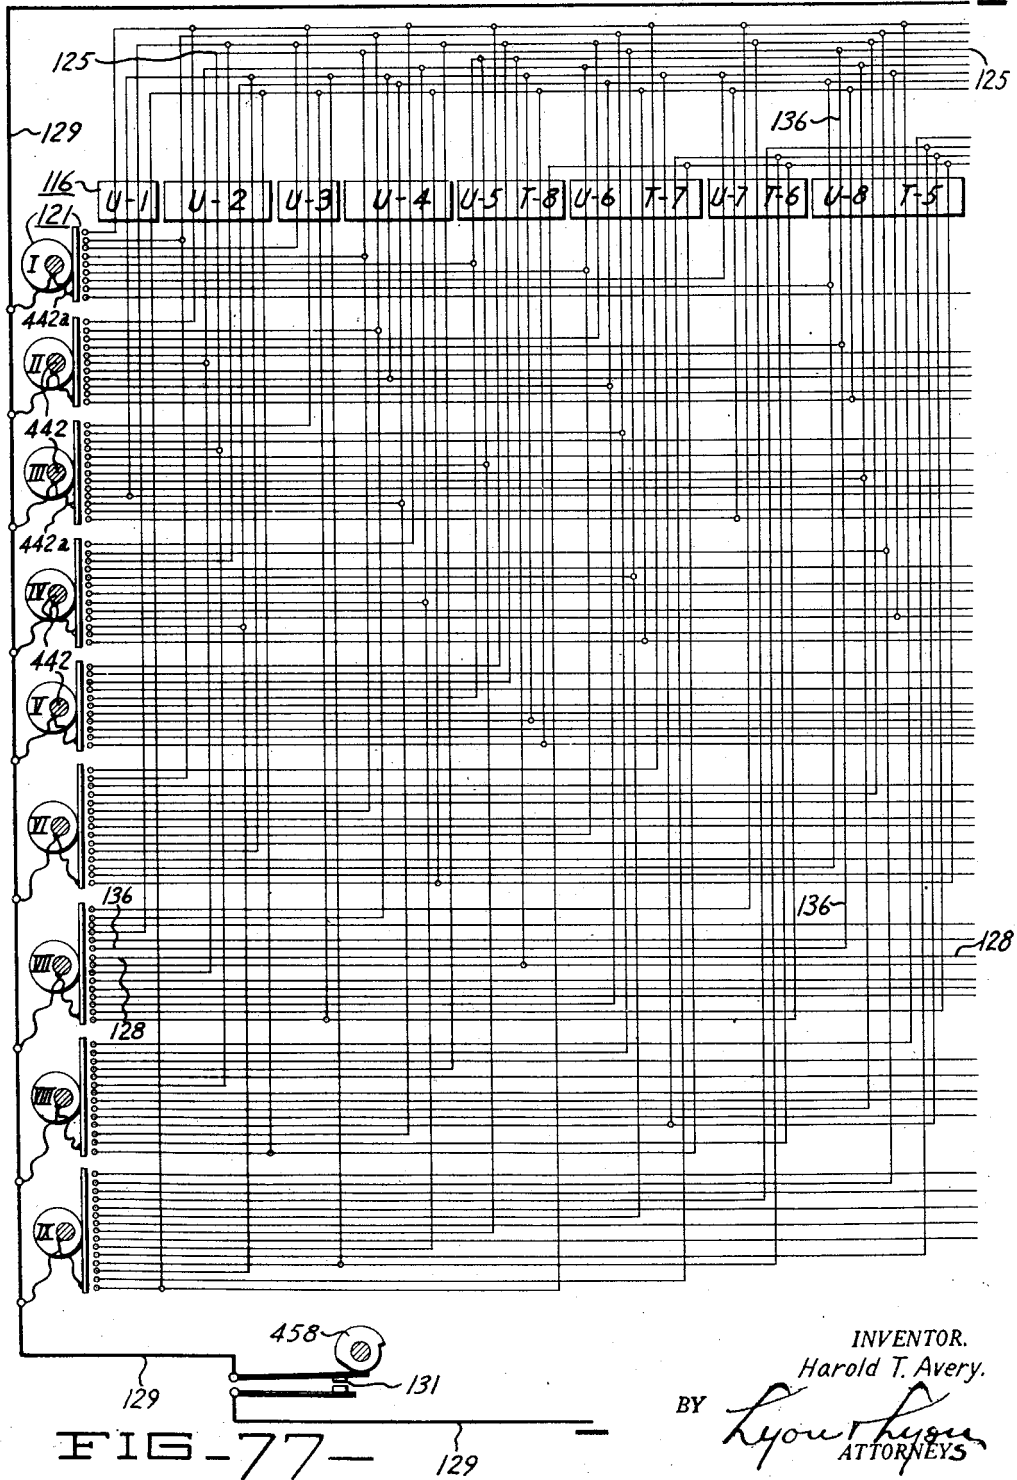 125
125
129
136
116
U-1 U-2 U-3 U-4 U-5 T-8 U-6 T-7 U-7 T-6 U-8 T-5
121
I
442a
II
442
III
442a
IV
442
V
VI
136
136
VII
128
128
VIII
IX
458
131
129
129
FIG_77_
INVENTOR.
Harold T. Avery.
BY
Lyon & Lyon
ATTORNEYS